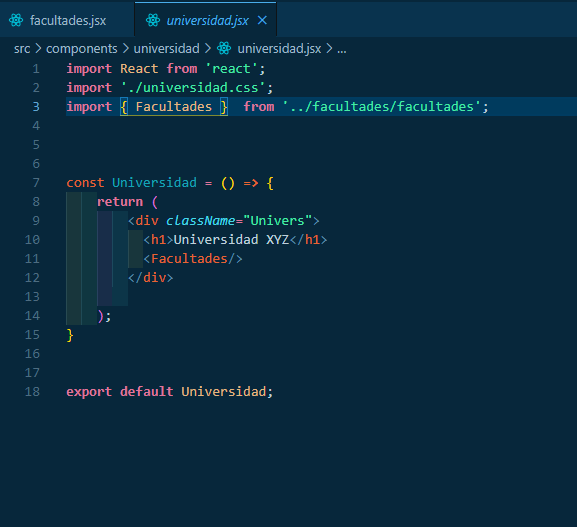 facultades.jsx universidad.jsx
src > components > universidad > universidad.jsx > ...
1 import React from 'react';
2 import './universidad.css';
3 import { Facultades }  from '../facultades/facultades';
4
5
6
7 const Universidad = () => {
8 return (
9 <div className="Univers">
10 <h1>Universidad XYZ</h1>
11 <Facultades/>
12 </div>
13
14 );
15 }
16
17
18 export default Universidad;